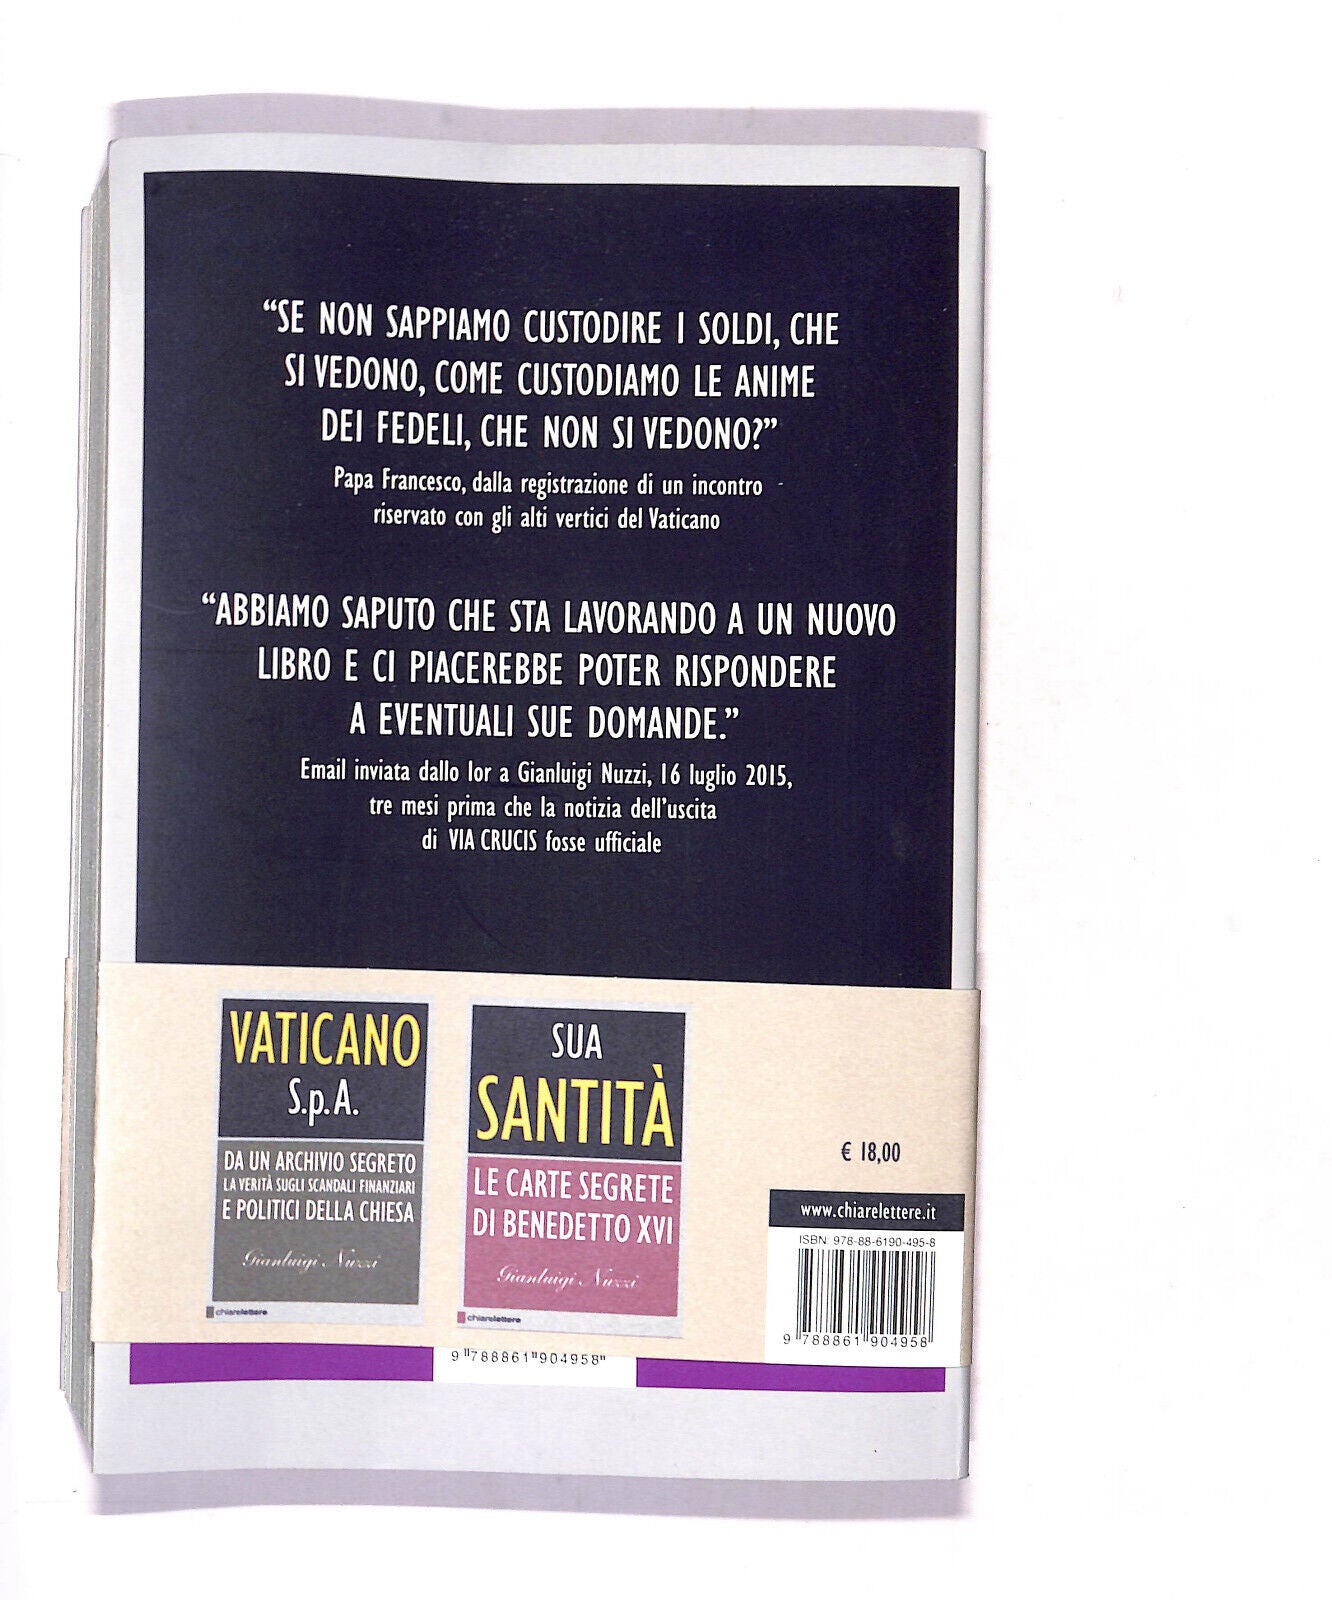 “SE NON SAPPIAMO CUSTODIRE I SOLDI, CHE
SI VEDONO, COME CUSTODIAMO LE ANIME
DEI FEDELI, CHE NON SI VEDONO?”
Papa Francesco, dalla registrazione di un incontro
riservato con gli alti vertici del Vaticano
“ABBIAMO SAPUTO CHE STA LAVORANDO A UN NUOVO
LIBRO E CI PIACEREBBE POTER RISPONDERE
A EVENTUALI SUE DOMANDE.”
Email inviata dallo Ior a Gianluigi Nuzzi, 16 luglio 2015,
tre mesi prima che la notizia dell’uscita
di VIA CRUCIS fosse ufficiale
VATICANO
S.p.A.
DA UN ARCHIVIO SEGRETO
LA VERITÀ SUGLI SCANDALI FINANZIARI
E POLITICI DELLA CHIESA
Gianluigi Nuzzi
chiarelettere
SUA
SANTITÀ
LE CARTE SEGRETE
DI BENEDETTO XVI
Gianluigi Nuzzi
chiarelettere
€ 18,00
www.chiarelettere.it
ISBN: 978-88-6190-495-8
9 788861 904958
9 788861 904958